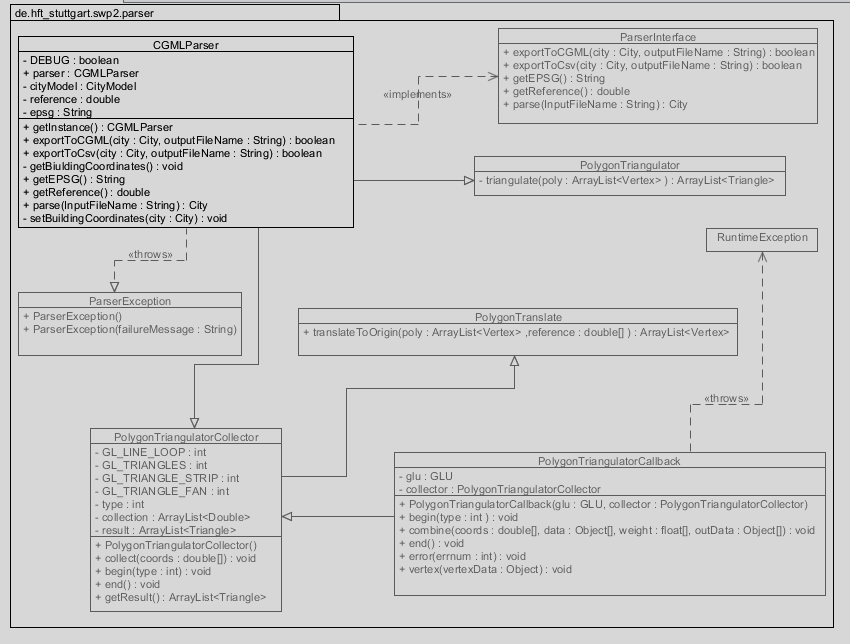 de.hft_stuttgart.swp2.parser
CGMLParser
- DEBUG : boolean
+ parser : CGMLParser
- cityModel : CityModel
- reference : double
- epsg : String
+ getInstance() : CGMLParser
+ exportToCGML(city : City, outputFileName : String) : boolean
+ exportToCsv(city : City, outputFileName : String) : boolean
- getBiuldingCoordinates() : void
+ getEPSG() : String
+ getReference() : double
+ parse(InputFileName : String) : City
- setBuildingCoordinates(city : City) : void
«implements»
ParserInterface
+ exportToCGML(city : City, outputFileName : String) : boolean
+ exportToCsv(city : City, outputFileName : String) : boolean
+ getEPSG() : String
+ getReference() : double
+ parse(InputFileName : String) : City
PolygonTriangulator
- triangulate(poly : ArrayList<Vertex> ) : ArrayList<Triangle>
RuntimeException
«throws»
ParserException
+ ParserException()
+ ParserException(failureMessage : String)
PolygonTranslate
+ translateToOrigin(poly : ArrayList<Vertex> ,reference : double[] ) : ArrayList<Vertex>
«throws»
PolygonTriangulatorCollector
- GL_LINE_LOOP : int
- GL_TRIANGLES : int
- GL_TRIANGLE_STRIP : int
- GL_TRIANGLE_FAN : int
- type : int
- collection : ArrayList<Double>
- result : ArrayList<Triangle>
+ PolygonTriangulatorCollector()
+ collect(coords : double[]) : void
+ begin(type : int) : void
+ end() : void
+ getResult() : ArrayList<Triangle>
PolygonTriangulatorCallback
- glu : GLU
- collector : PolygonTriangulatorCollector
+ PolygonTriangulatorCallback(glu : GLU, collector : PolygonTriangulatorCollector)
+ begin(type : int ) : void
+ combine(coords : double[], data : Object[], weight : float[], outData : Object[]) : void
+ end() : void
+ error(errnum : int) : void
+ vertex(vertexData : Object) : void